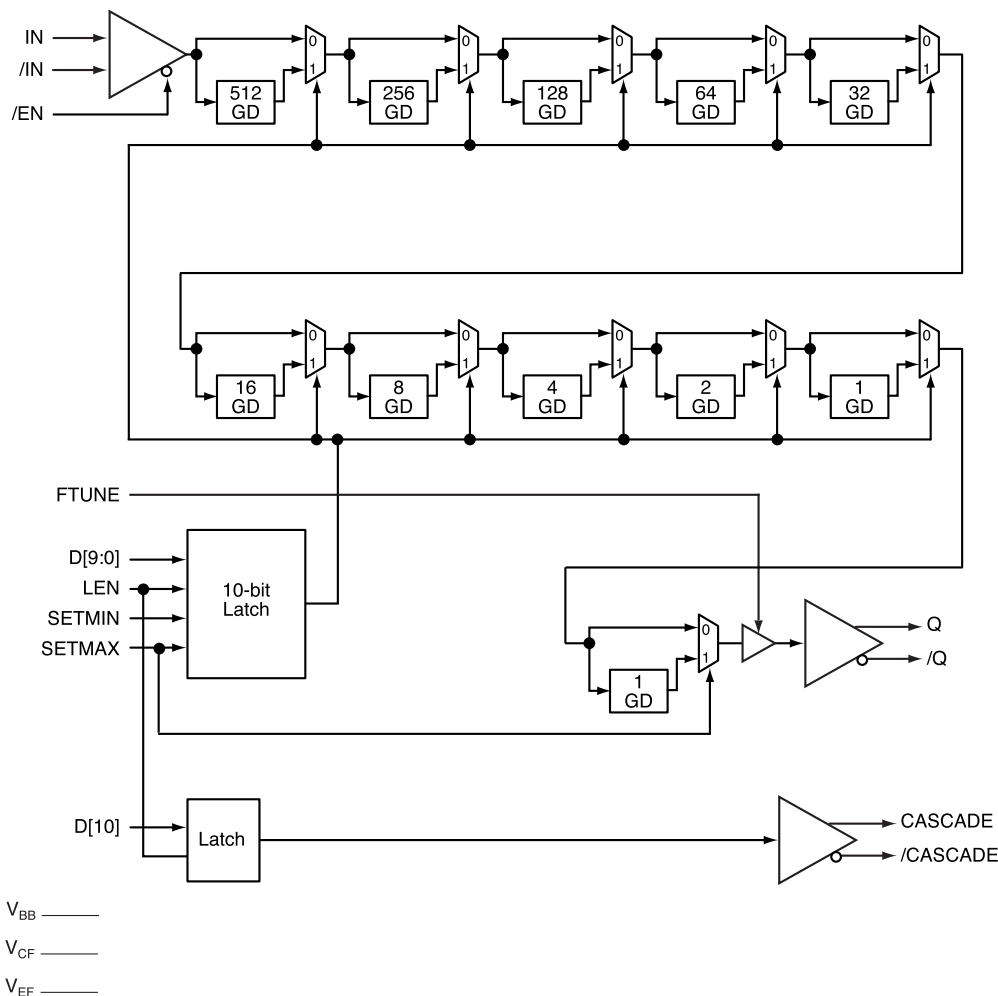 IN
/IN
/EN
0
1
512
GD
0
1
256
GD
0
1
128
GD
0
1
64
GD
0
1
32
GD
0
1
16
GD
0
1
8
GD
0
1
4
GD
0
1
2
GD
0
1
1
GD
FTUNE
D[9:0]
LEN
SETMIN
SETMAX
10-bit
Latch
0
1
1
GD
Q
/Q
D[10]
Latch
CASCADE
/CASCADE
VBB
VCF
VEF